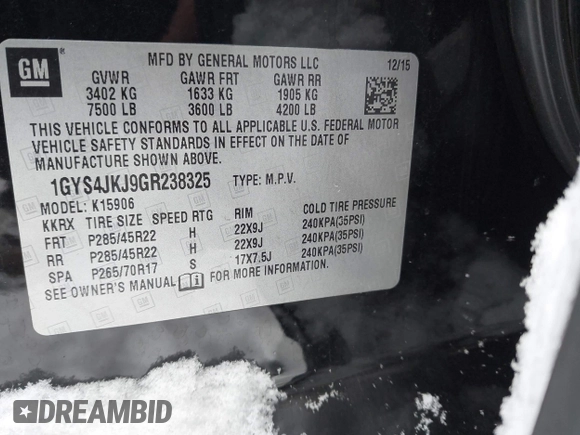 GM
MFD BY GENERAL MOTORS LLC 12/15
GVWR GAWR FRT GAWR RR
3402 KG 1633 KG 1905 KG
7500 LB 3600 LB 4200 LB
THIS VEHICLE CONFORMS TO ALL APPLICABLE U.S. FEDERAL MOTOR
VEHICLE SAFETY STANDARDS IN EFFECT ON THE DATE OF
MANUFACTURE SHOWN ABOVE.
1GYS4JKJ9GR238325 TYPE: M.P.V.
MODEL: K15906
KKRX TIRE SIZE SPEED RTG RIM COLD TIRE PRESSURE
FRT P285/45R22 H 22X9J 240KPA(35PSI)
RR P285/45R22 H 22X9J 240KPA(35PSI)
SPA P265/70R17 S 17X7.5J 240KPA(35PSI)
SEE OWNER'S MANUAL FOR MORE INFORMATION.
DREAMBID